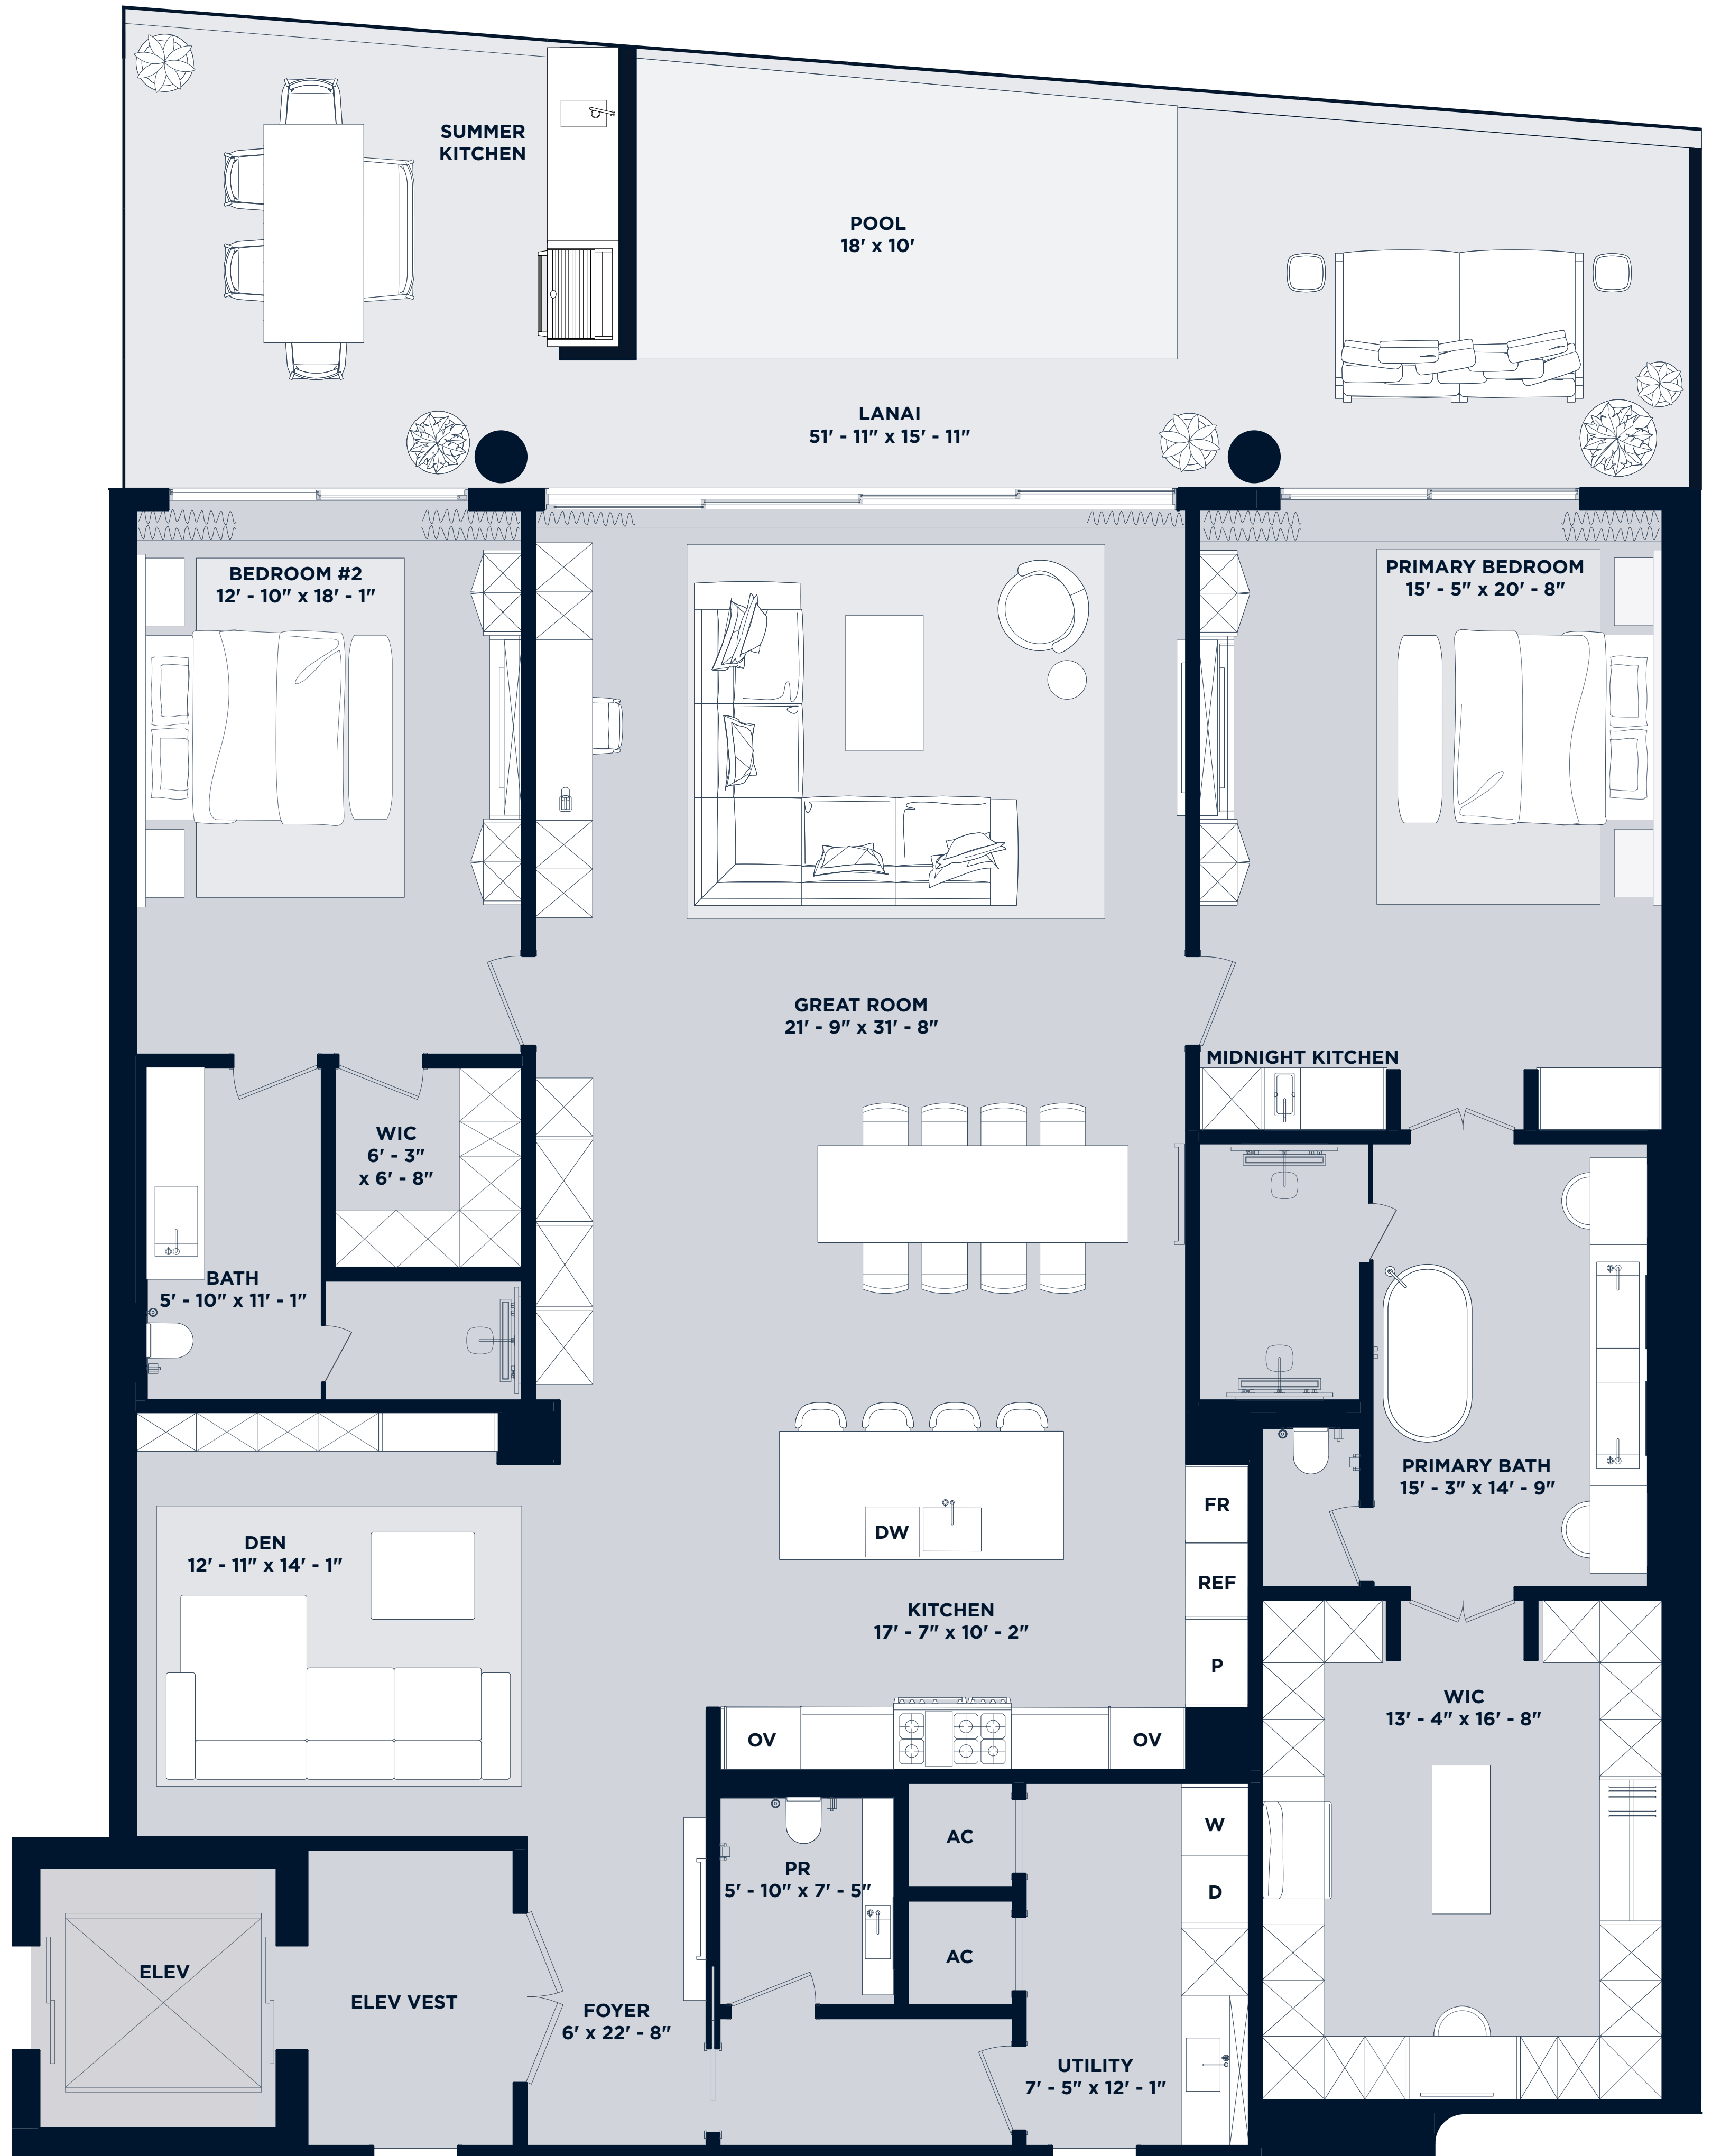 SUMMER
KITCHEN
POOL
18' x 10'
LANAI
51' - 11" x 15' - 11"
BEDROOM #2
12' - 10" x 18' - 1"
PRIMARY BEDROOM
15' - 5" x 20' - 8"
GREAT ROOM
21' - 9" x 31' - 8"
MIDNIGHT KITCHEN
WIC
6' - 3"
x 6' - 8"
BATH
5' - 10" x 11' - 1"
PRIMARY BATH
15' - 3" x 14' - 9"
FR
DW
DEN
12' - 11" x 14' - 1"
REF
KITCHEN
17' - 7" x 10' - 2"
P
WIC
13' - 4" x 16' - 8"
OV
OV
W
AC
PR
5' - 10" x 7' - 5"
D
AC
ELEV
ELEV VEST
FOYER
6' x 22' - 8"
UTILITY
7' - 5" x 12' - 1"